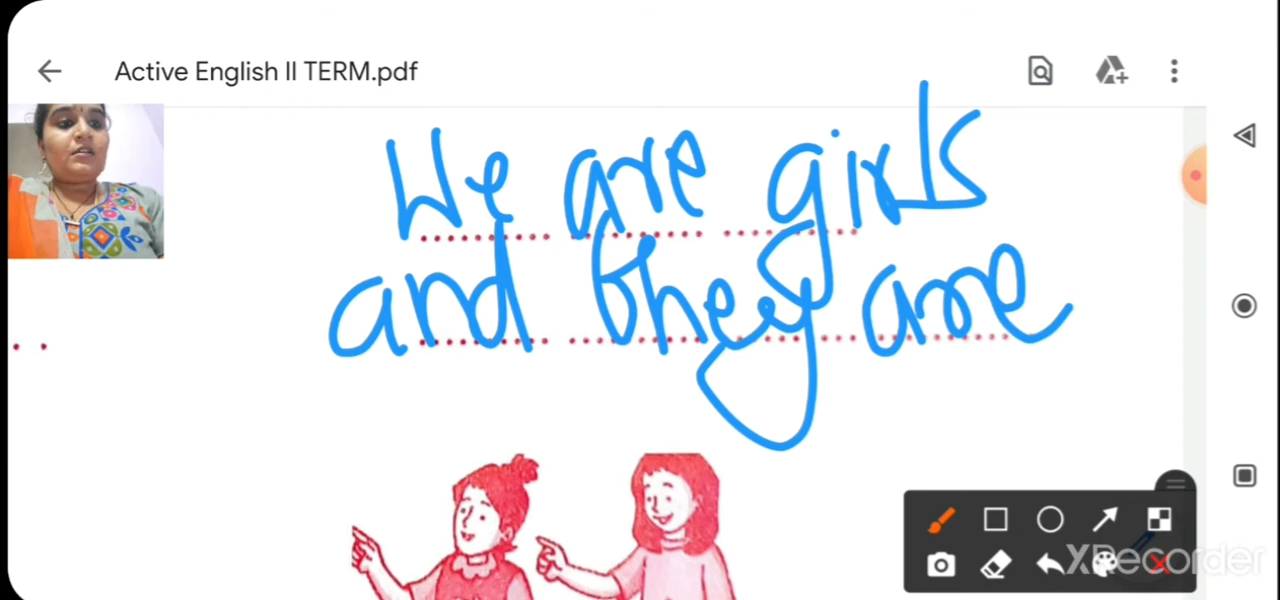 Active English II TERM.pdf
We are girls
and they are
XRecorder